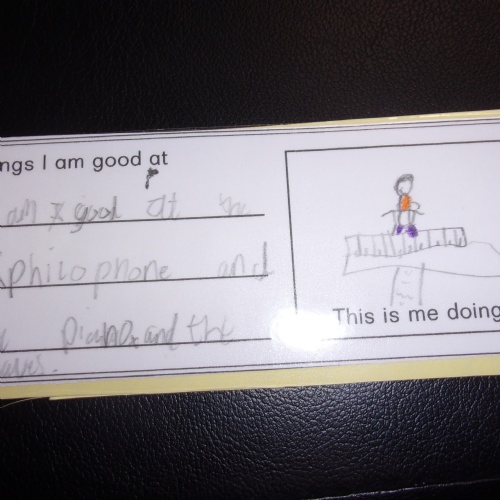 ngs I am good at
am good at the
philophone and
piano, and the
This is me doing